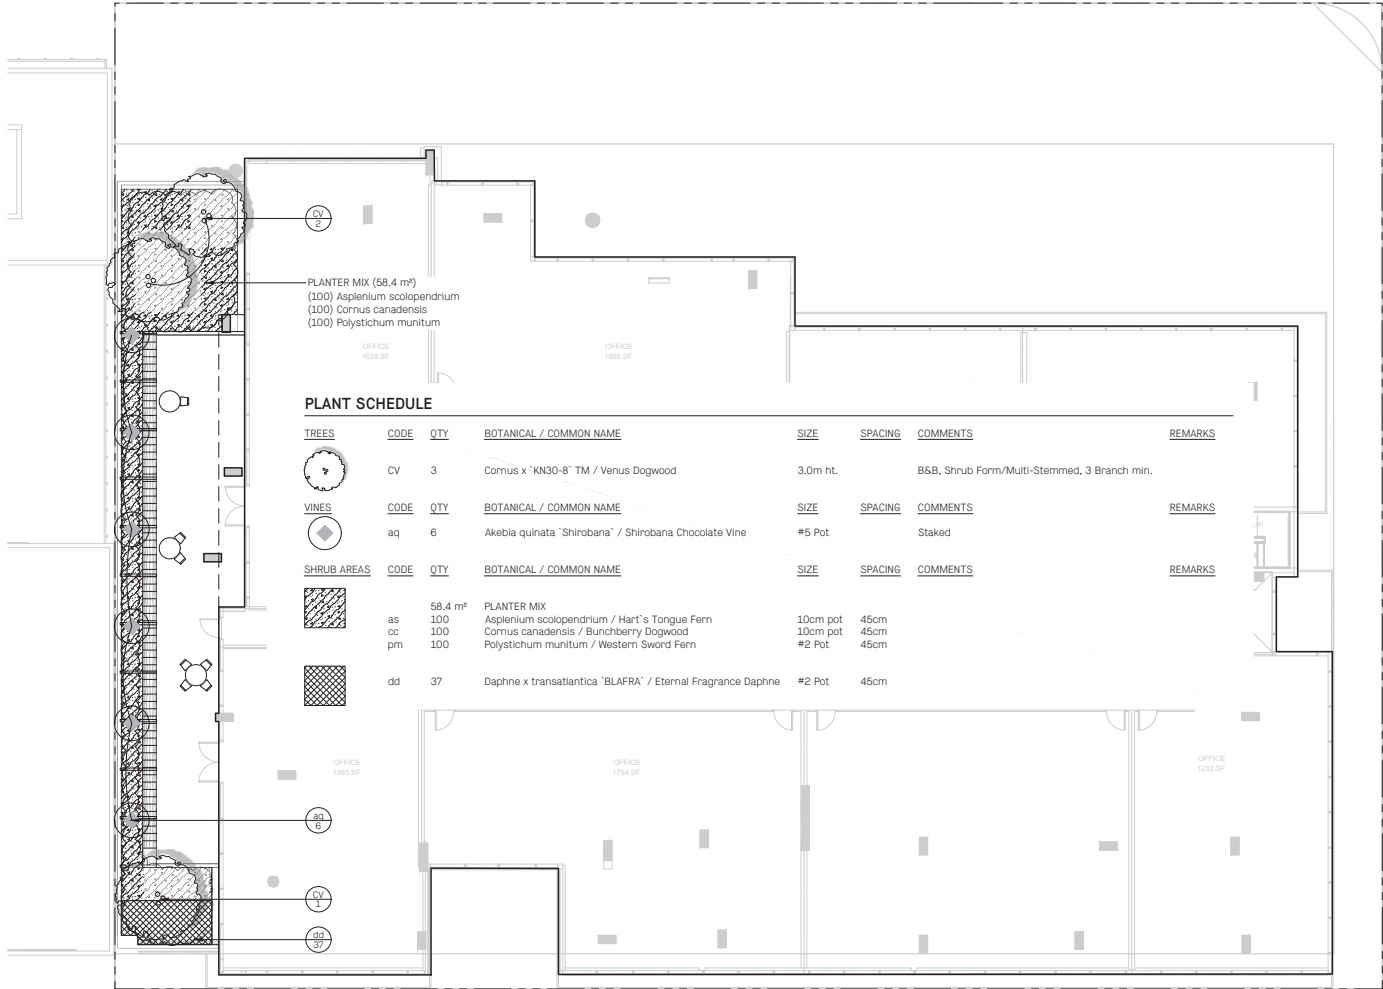 CV
2
PLANTER MIX (58.4 m²)
(100) Asplenium scolopendrium
(100) Cornus canadensis
(100) Polystichum munitum
OFFICE
1638 SF
OFFICE
1569 SF
PLANT SCHEDULE
TREES CODE QTY BOTANICAL / COMMON NAME SIZE SPACING COMMENTS REMARKS
CV 3 Cornus x `KN30-8` TM / Venus Dogwood 3.0m ht. B&B, Shrub Form/Multi-Stemmed, 3 Branch min.
VINES CODE QTY BOTANICAL / COMMON NAME SIZE SPACING COMMENTS REMARKS
aq 6 Akebia quinata `Shirobana` / Shirobana Chocolate Vine #5 Pot Staked
SHRUB AREAS CODE QTY BOTANICAL / COMMON NAME SIZE SPACING COMMENTS REMARKS
58.4 m² PLANTER MIX
as 100 Asplenium scolopendrium / Hart`s Tongue Fern 10cm pot 45cm
cc 100 Cornus canadensis / Bunchberry Dogwood 10cm pot 45cm
pm 100 Polystichum munitum / Western Sword Fern #2 Pot 45cm
dd 37 Daphne x transatlantica `BLAFRA` / Eternal Fragrance Daphne #2 Pot 45cm
OFFICE
1365 SF
OFFICE
1754 SF
OFFICE
1232 SF
aq
6
CV
1
dd
37